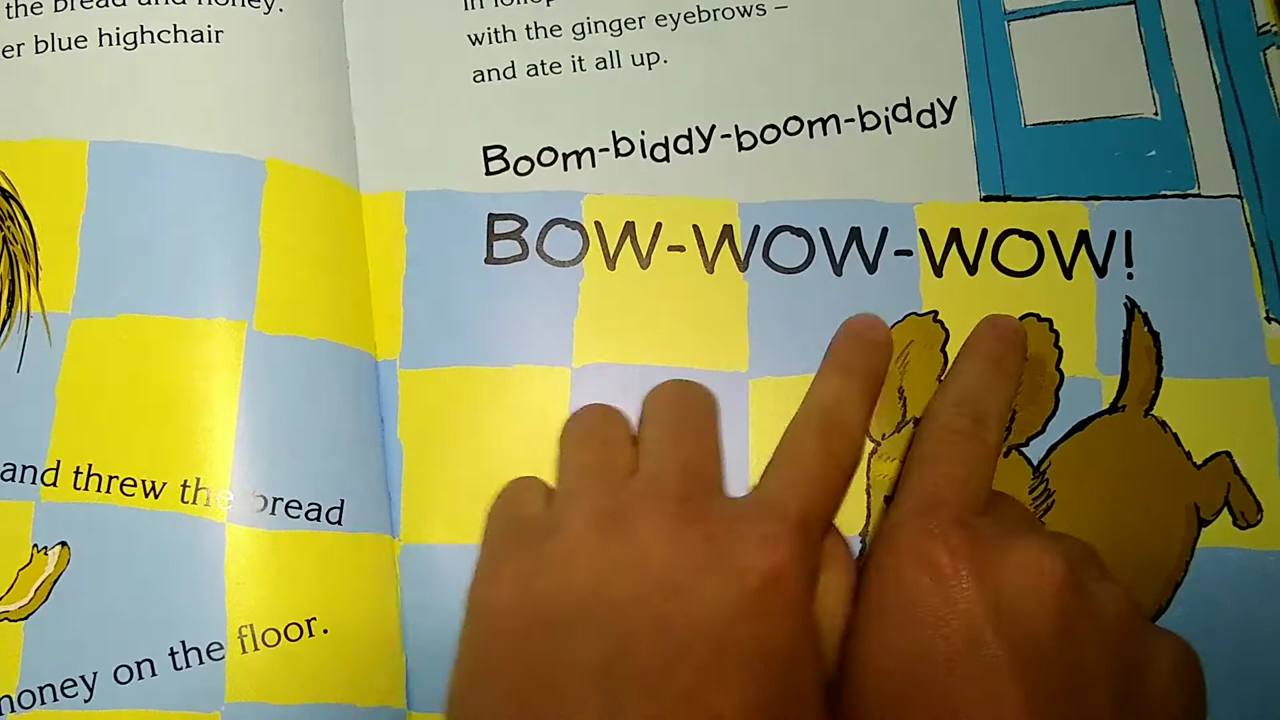 the bread and honey.
er blue highchair
and threw the bread
honey on the floor.
in
with the ginger eyebrows –
and ate it all up.
Boom-biddy-boom-biddy
BOW-WOW-WOW!